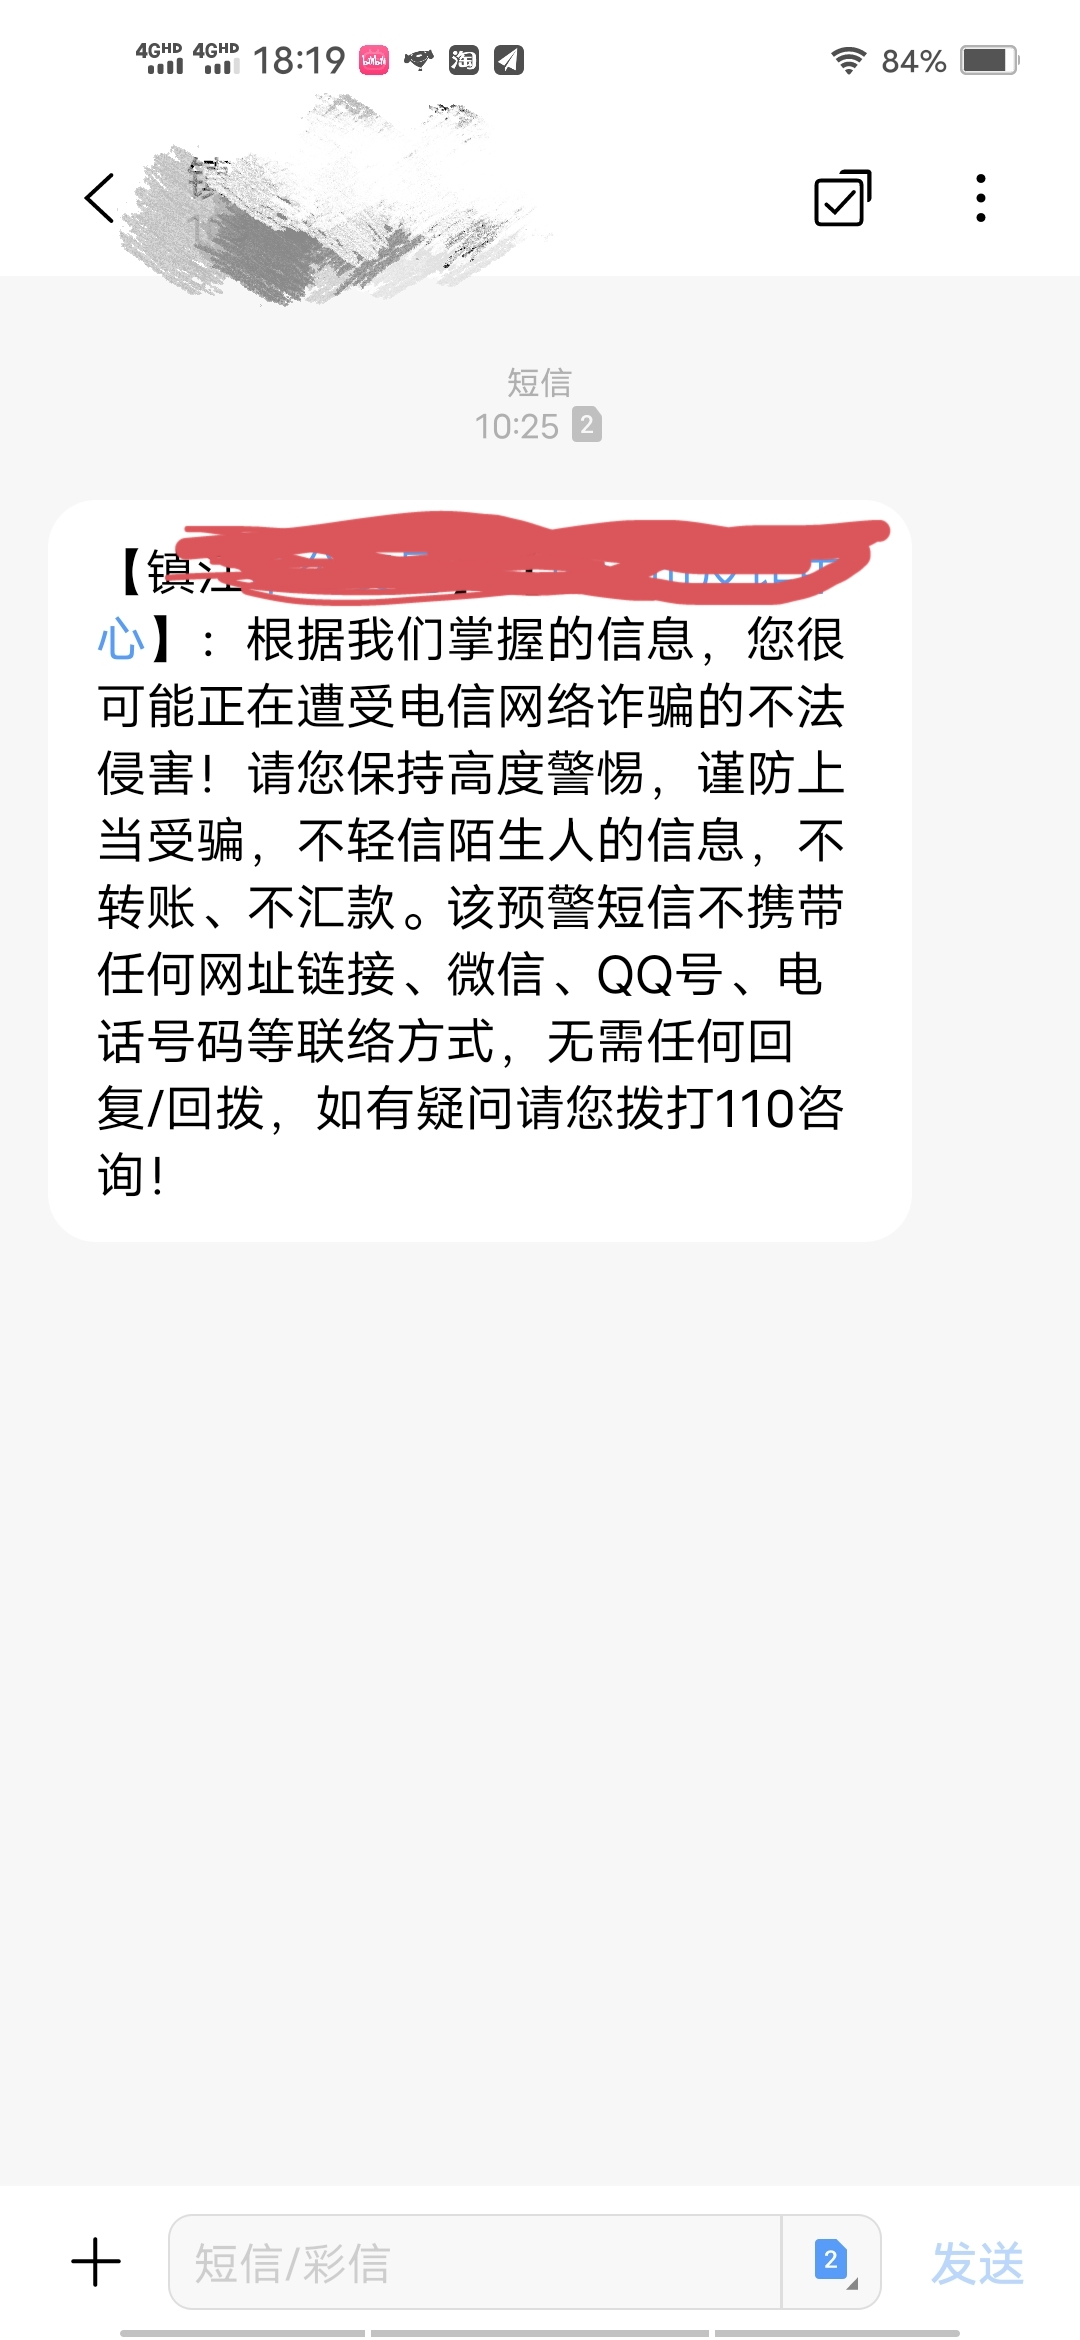 4GHD 4GHD 18:19 bilibili 淘 84%
镇
短信
10:25 2
【镇江
心】：根据我们掌握的信息，您很
可能正在遭受电信网络诈骗的不法
侵害！请您保持高度警惕，谨防上
当受骗，不轻信陌生人的信息，不
转账、不汇款。该预警短信不携带
任何网址链接、微信、QQ号、电
话号码等联络方式，无需任何回
复/回拨，如有疑问请您拨打110咨
询！
短信/彩信 2 发送